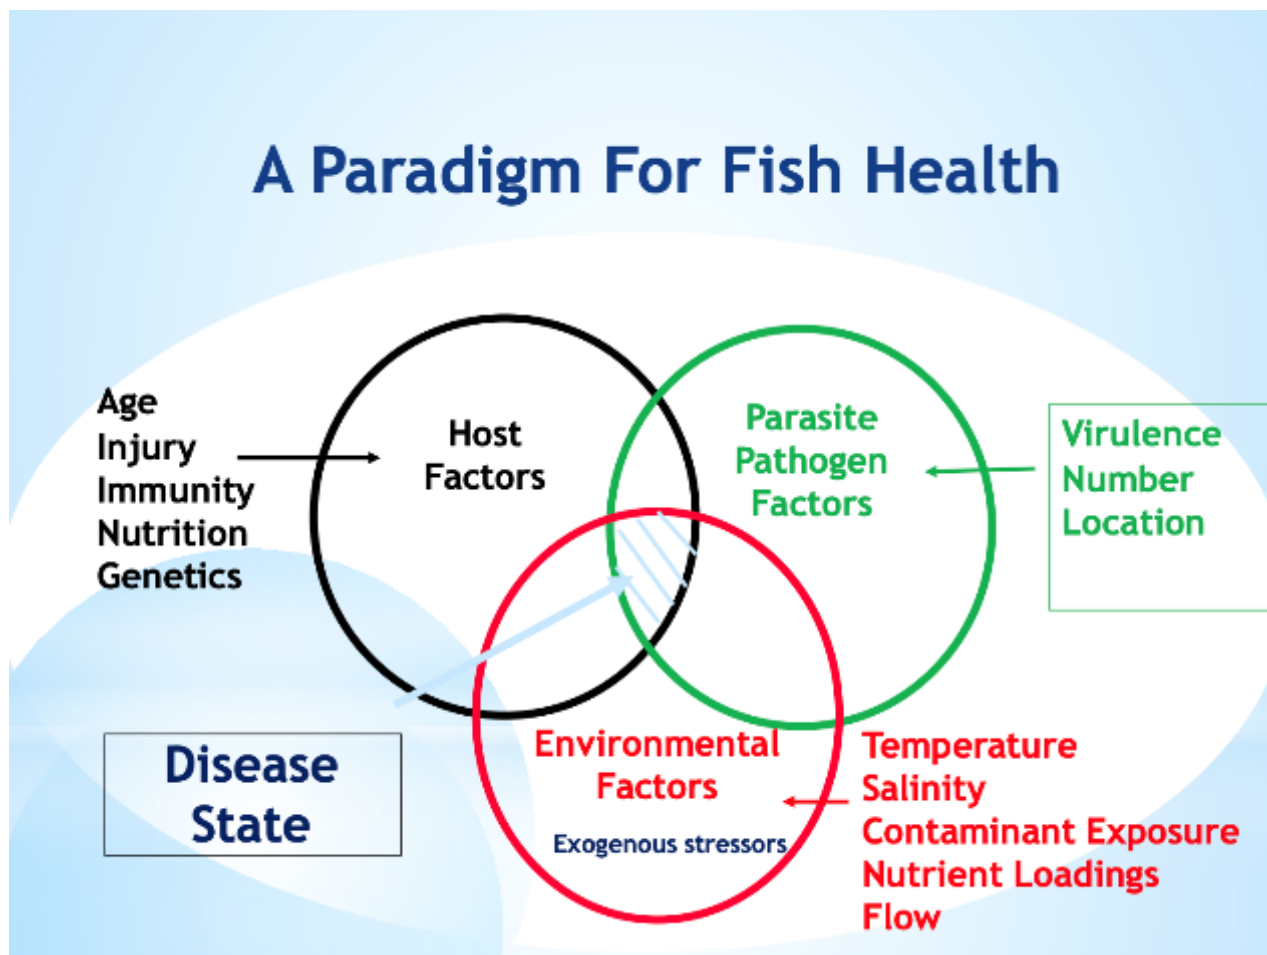 A Paradigm For Fish Health
Age
Injury
Immunity
Nutrition
Genetics
Host
Factors
Parasite
Pathogen
Factors
Virulence
Number
Location
Disease
State
Environmental
Factors
Exogenous stressors
Temperature
Salinity
Contaminant Exposure
Nutrient Loadings
Flow